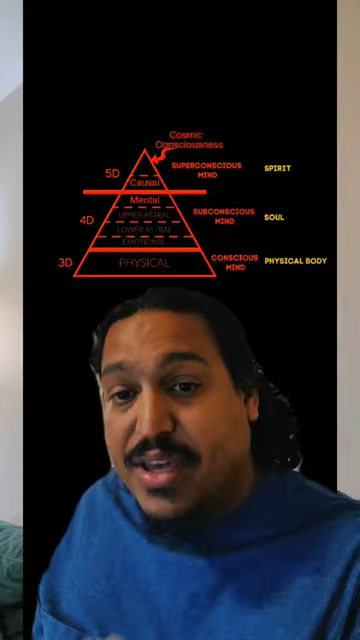 Cosmic
Consciousness
5D
SUPERCONSCIOUS
MIND
SPIRIT
Causal
Mental
4D
UPPER ASTRAL
SUBCONSCIOUS
MIND
SOUL
LOWER ASTRAL
EMOTIONAL
3D
PHYSICAL
CONSCIOUS
MIND
PHYSICAL BODY